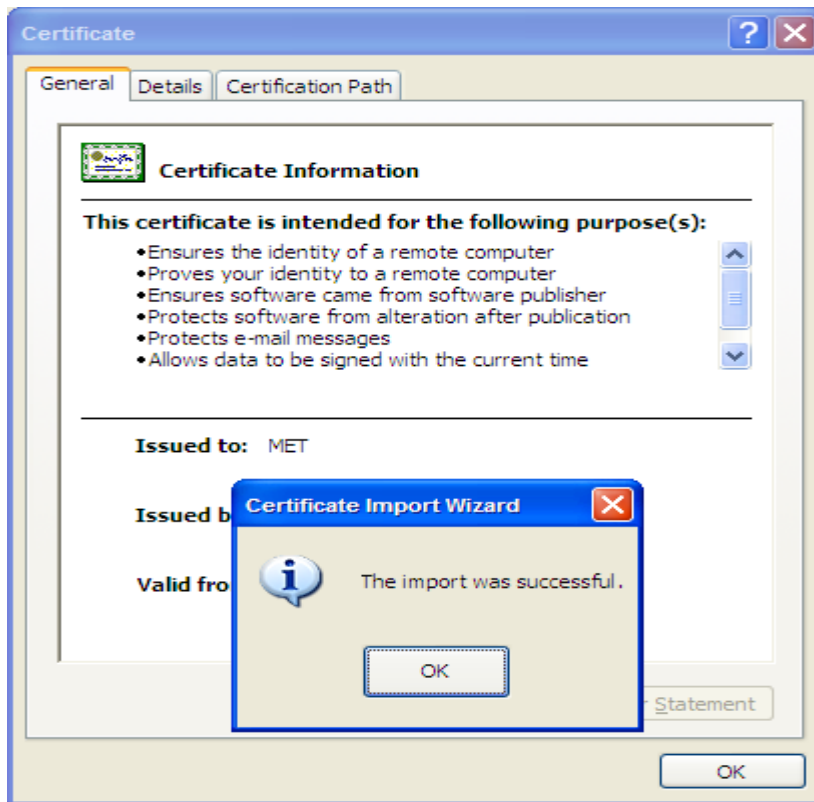 Certificate
General Details Certification Path
Certificate Information
This certificate is intended for the following purpose(s):
•Ensures the identity of a remote computer
•Proves your identity to a remote computer
•Ensures software came from software publisher
•Protects software from alteration after publication
•Protects e-mail messages
•Allows data to be signed with the current time
Issued to: MET
Issued b
Valid fro
Certificate Import Wizard
The import was successful.
OK
Statement
OK